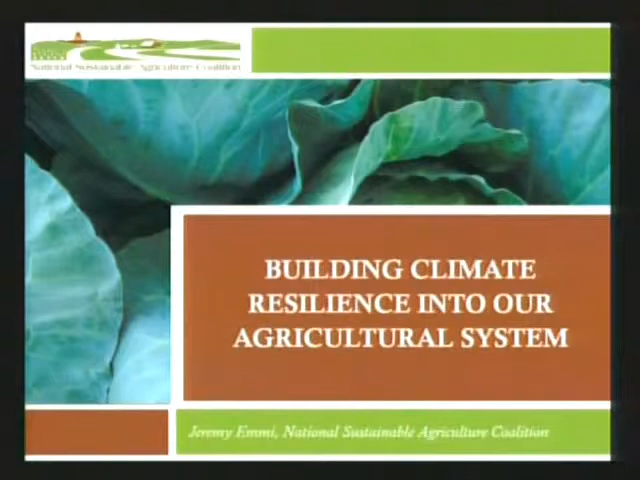 National Sustainable Agriculture Coalition
BUILDING CLIMATE
RESILIENCE INTO OUR
AGRICULTURAL SYSTEM
Jeremy Emmi, National Sustainable Agriculture Coalition